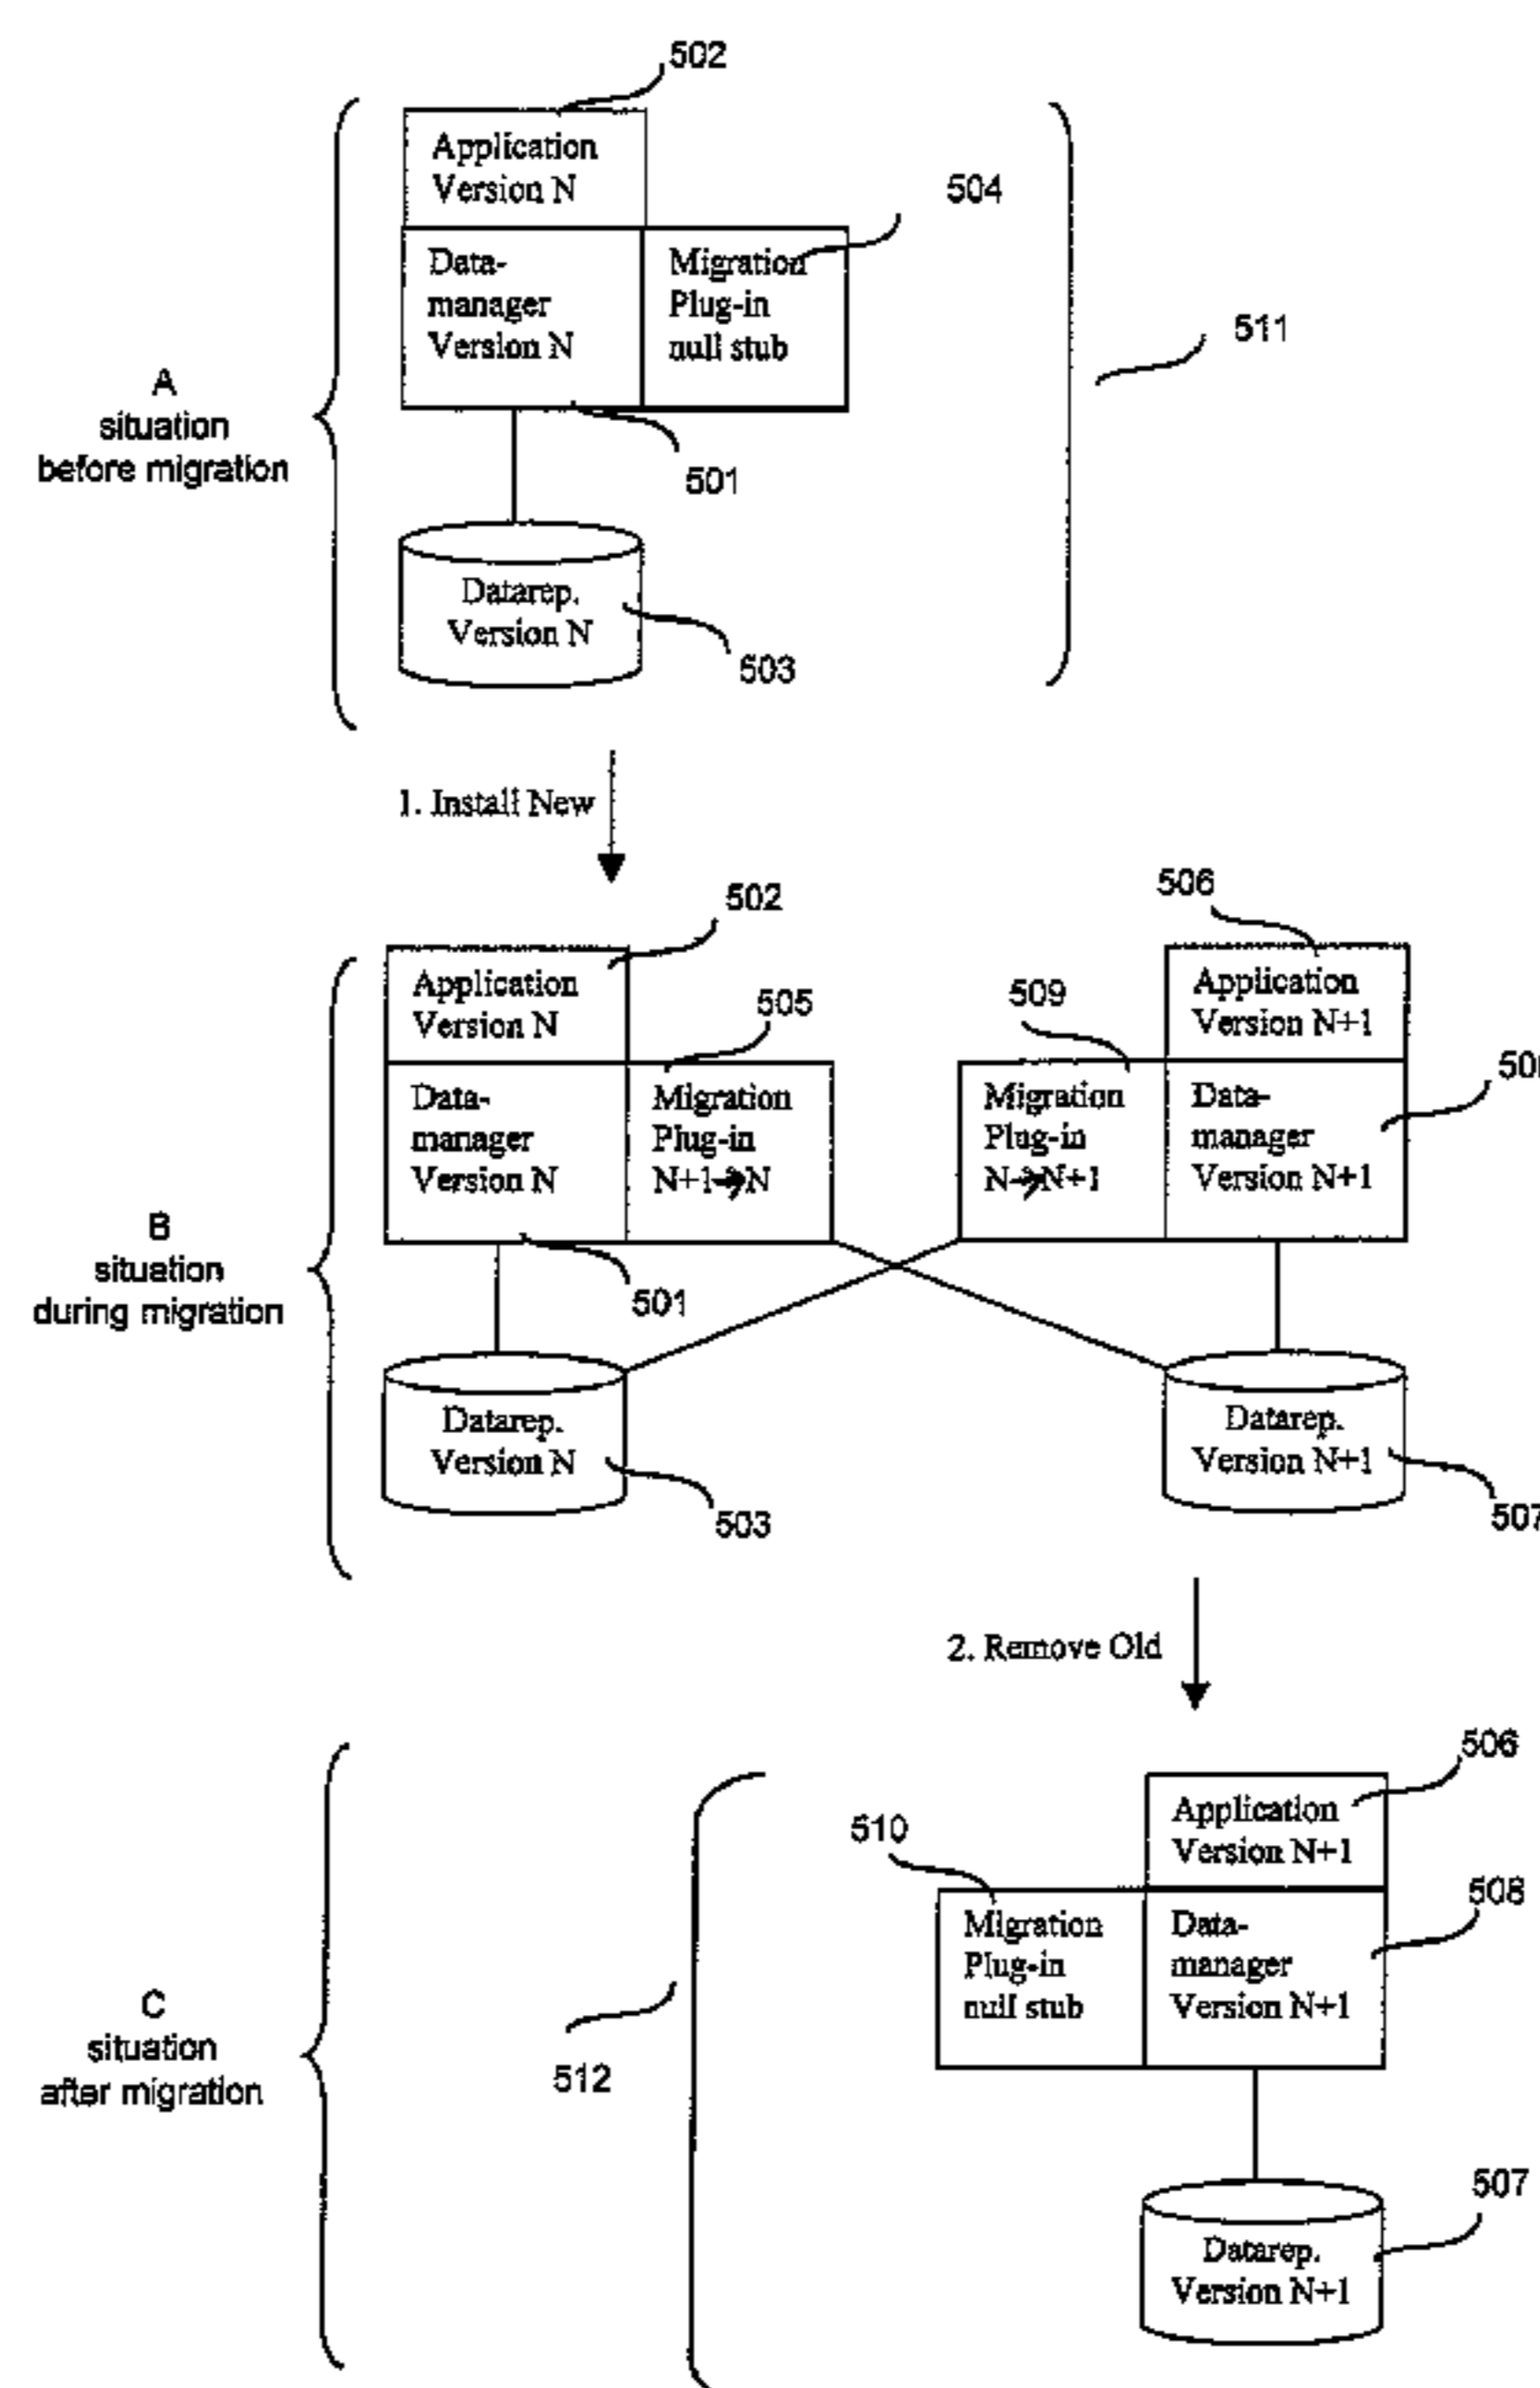 502
Application
Version N
504
Data-
manager
Version N
Migration
Plug-in
null stub
511
A
situation
before migration
501
Datarep.
Version N
503
1. Install New
502
506
Application
Version N
505
509
Application
Version N+1
Data-
manager
Version N
Migration
Plug-in
N+1→N
Migration
Plug-in
N→N+1
Data-
manager
Version N+1
B
situation
during migration
501
Datarep.
Version N
503
Datarep.
Version N+1
507
2. Remove Old
506
Application
Version N+1
510
508
Migration
Plug-in
null stub
Data-
manager
Version N+1
C
situation
after migration
512
507
Datarep.
Version N+1